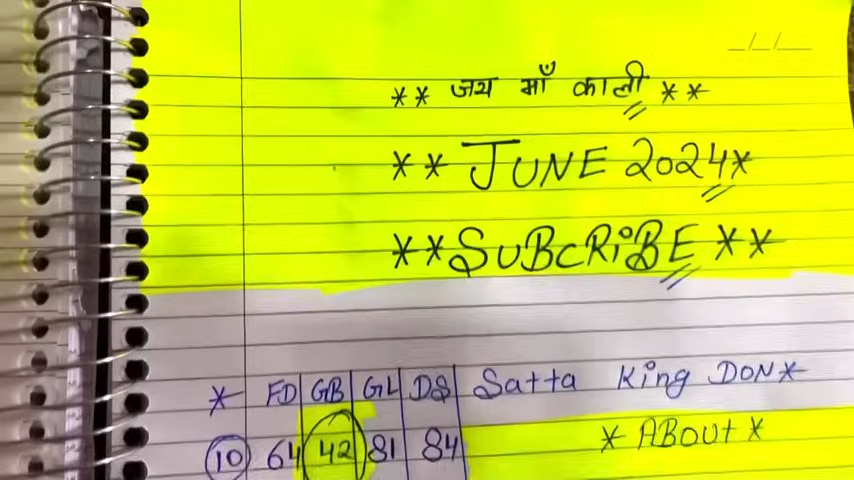 ** जय माँ काली **
** JUNE 2024*
**SUBCRiBE **
* FD GB GL DS Satta King DON*
10 64 42 81 84 * ABOUT *